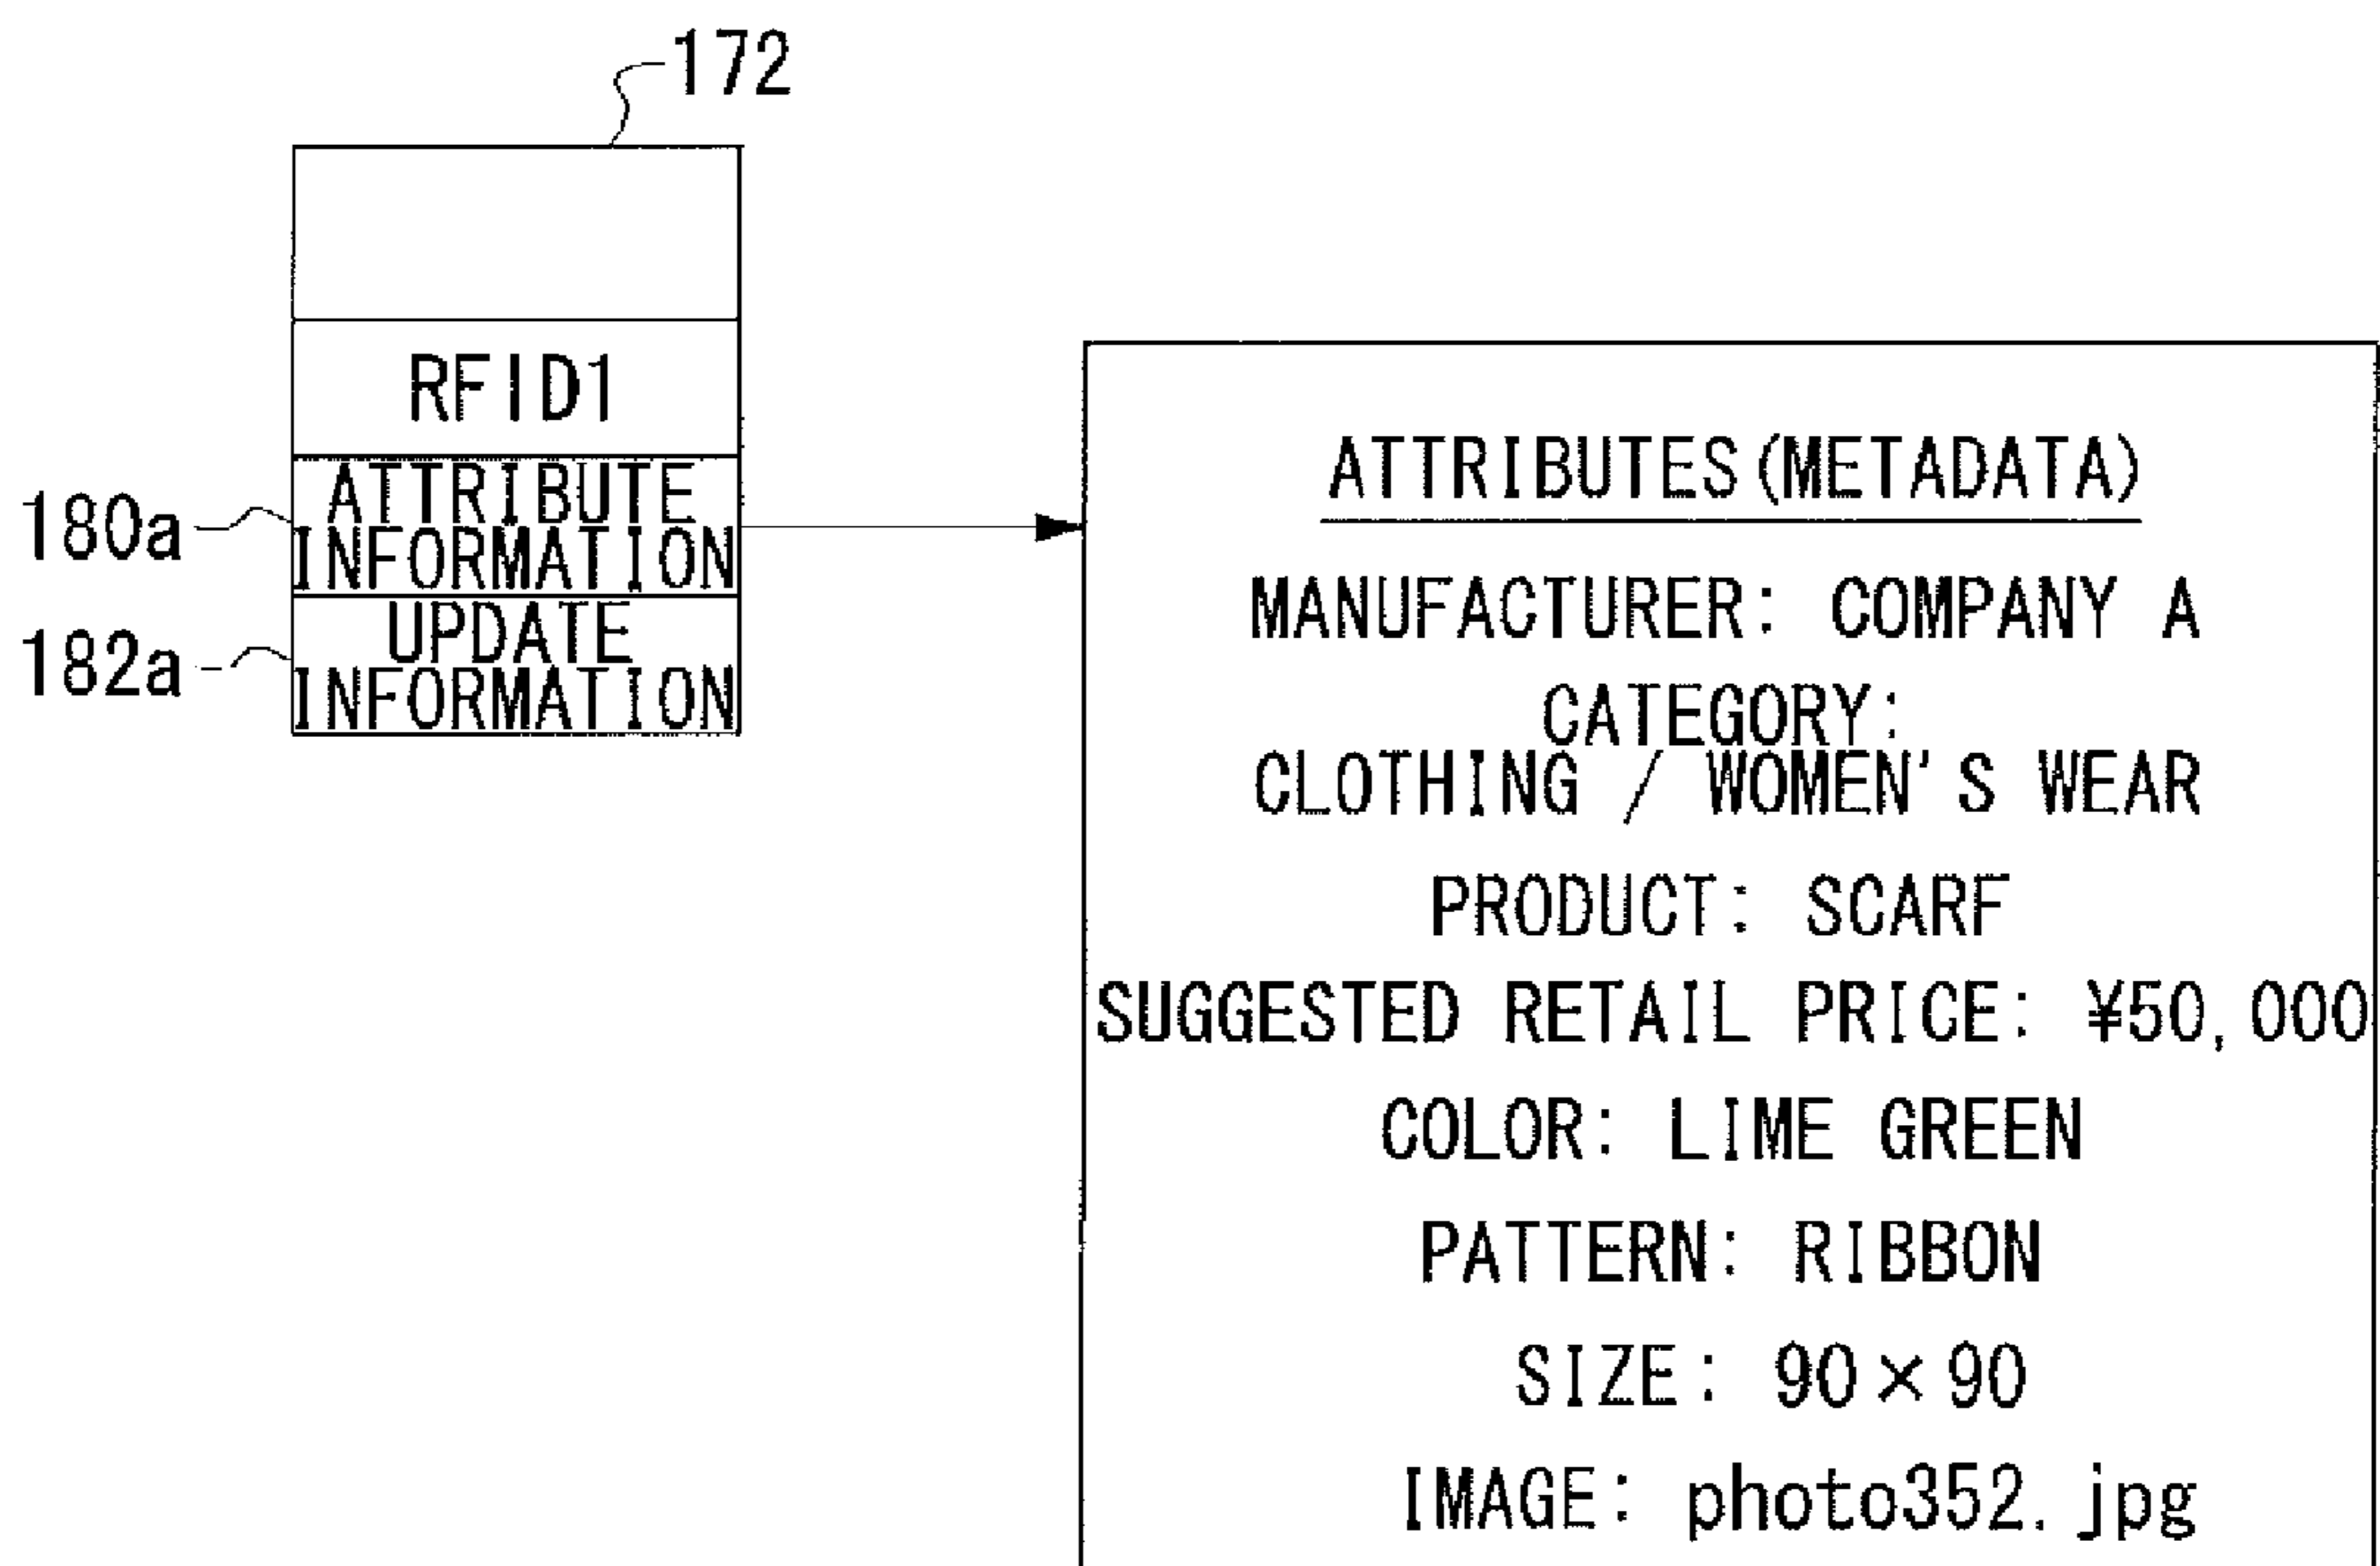 172
RFID1
180a
ATTRIBUTE
INFORMATION
182a
UPDATE
INFORMATION
ATTRIBUTES(METADATA)
MANUFACTURER: COMPANY A
CATEGORY:
CLOTHING / WOMEN'S WEAR
PRODUCT: SCARF
SUGGESTED RETAIL PRICE: ¥50,000
COLOR: LIME GREEN
PATTERN: RIBBON
SIZE: 90×90
IMAGE: photo352.jpg